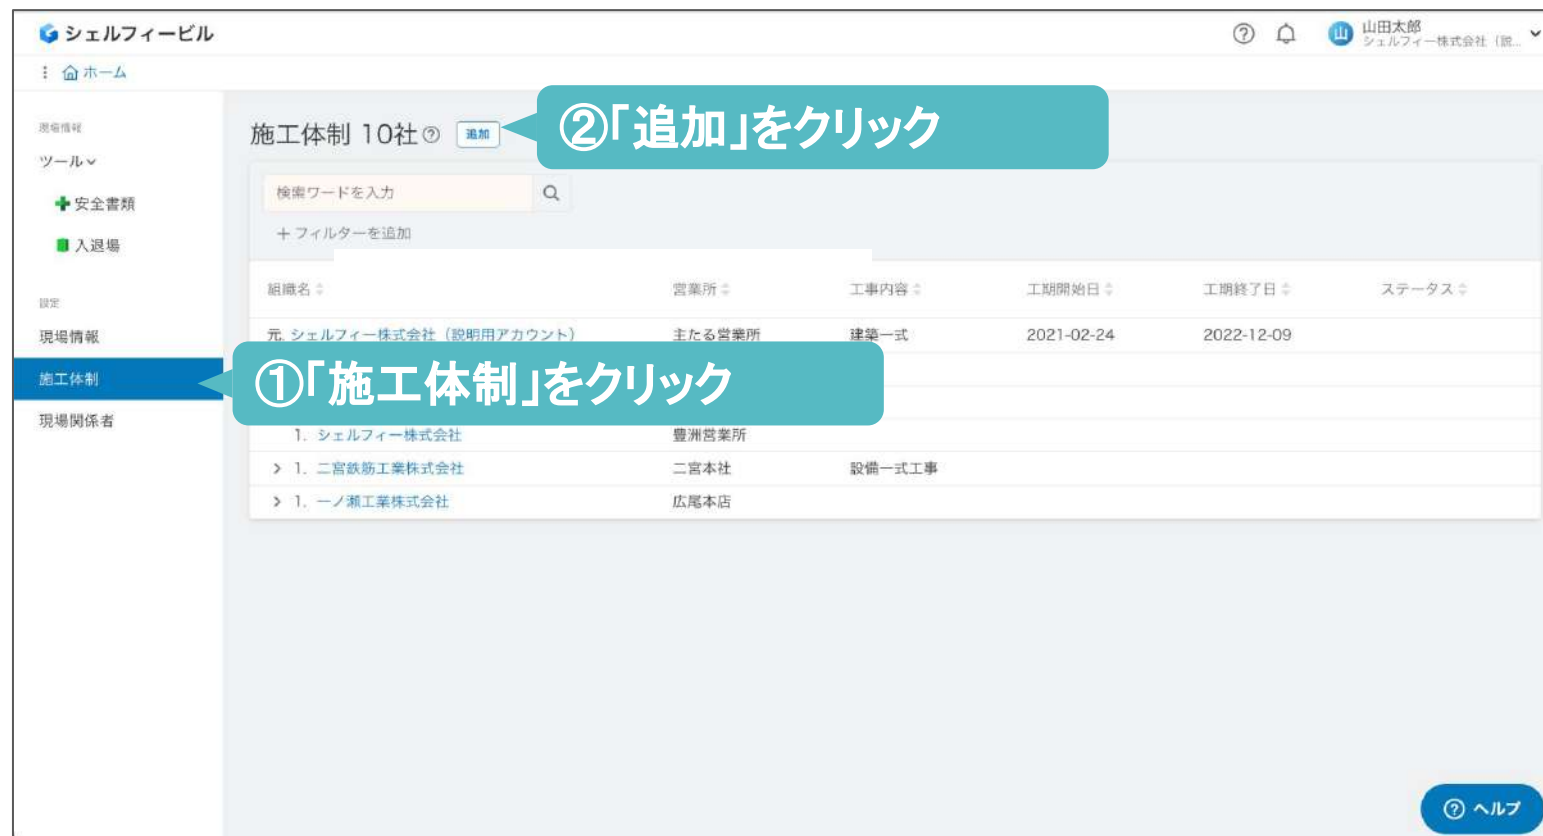 シェルフィービル
山田太郎
シェルフィー株式会社（説...
ホーム
現場情報
ツール
安全書類
入退場
設定
現場情報
施工体制
現場関係者
施工体制 10社 追加
②「追加」をクリック
検索ワードを入力
＋フィルターを追加
組織名 営業所 工事内容 工期開始日 工期終了日 ステータス
元. シェルフィー株式会社（説明用アカウント） 主たる営業所 建築一式 2021-02-24 2022-12-09
①「施工体制」をクリック
1. シェルフィー株式会社 豊洲営業所
> 1. 二宮鉄筋工業株式会社 二宮本社 設備一式工事
> 1. 一ノ瀬工業株式会社 広尾本店
ヘルプ